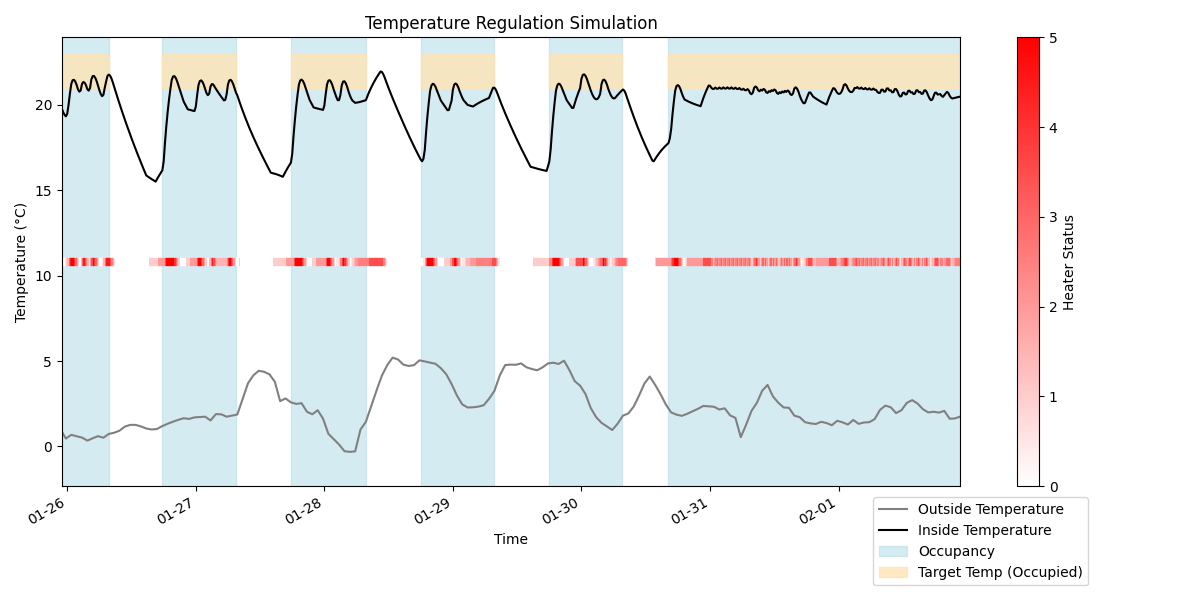 Temperature Regulation Simulation
Temperature (°C)
20
15
10
5
0
01-26
01-27
01-28
01-29
01-30
01-31
02-01
Time
5
4
3
2
1
0
Heater Status
Outside Temperature
Inside Temperature
Occupancy
Target Temp (Occupied)